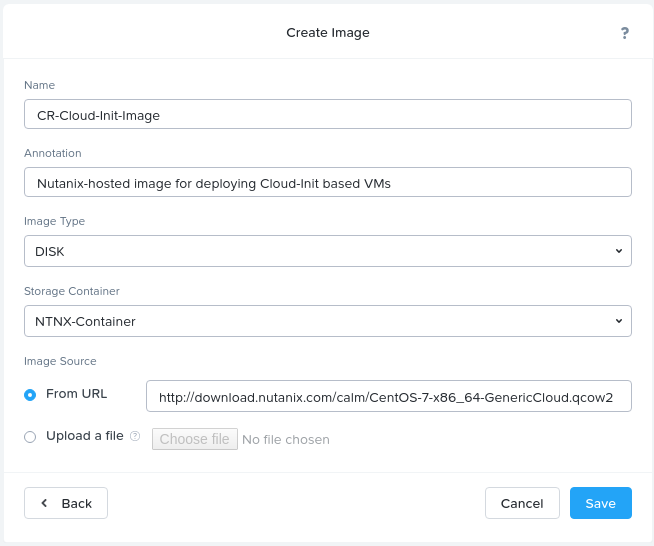 Create Image
?
Name
CR-Cloud-Init-Image
Annotation
Nutanix-hosted image for deploying Cloud-Init based VMs
Image Type
DISK
Storage Container
NTNX-Container
Image Source
From URL http://download.nutanix.com/calm/CentOS-7-x86_64-GenericCloud.qcow2
Upload a file ? Choose file No file chosen
Back Cancel Save